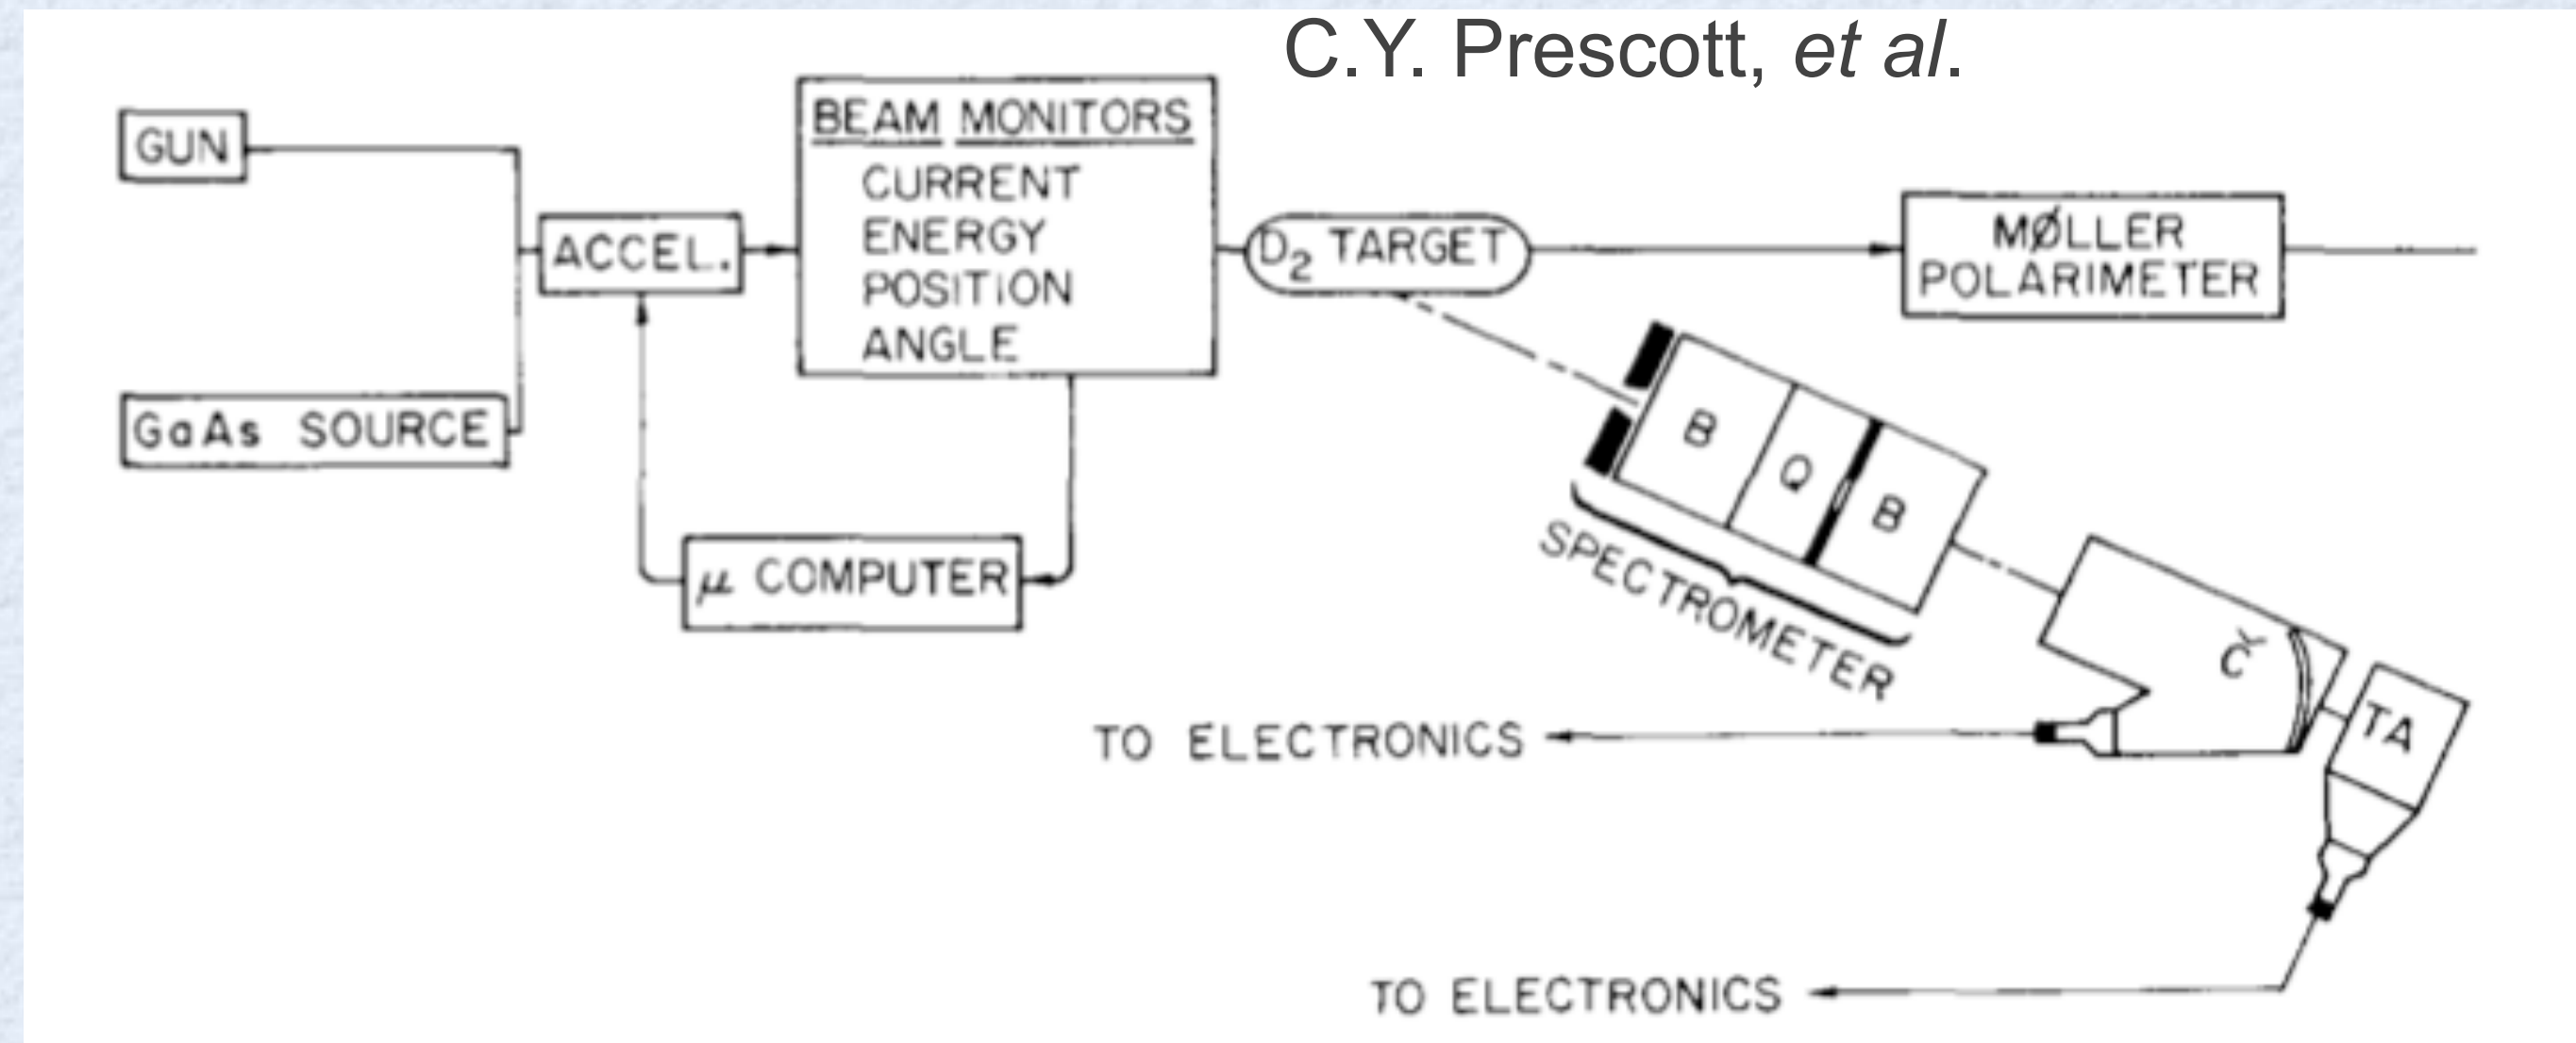 C.Y. Prescott, et al.
GUN
BEAM MONITORS
CURRENT
ENERGY
POSITION
ANGLE
ACCEL.
D₂ TARGET
MØLLER
POLARIMETER
GaAs SOURCE
μ COMPUTER
B
Q
B
SPECTROMETER
Č
TA
TO ELECTRONICS
TO ELECTRONICS